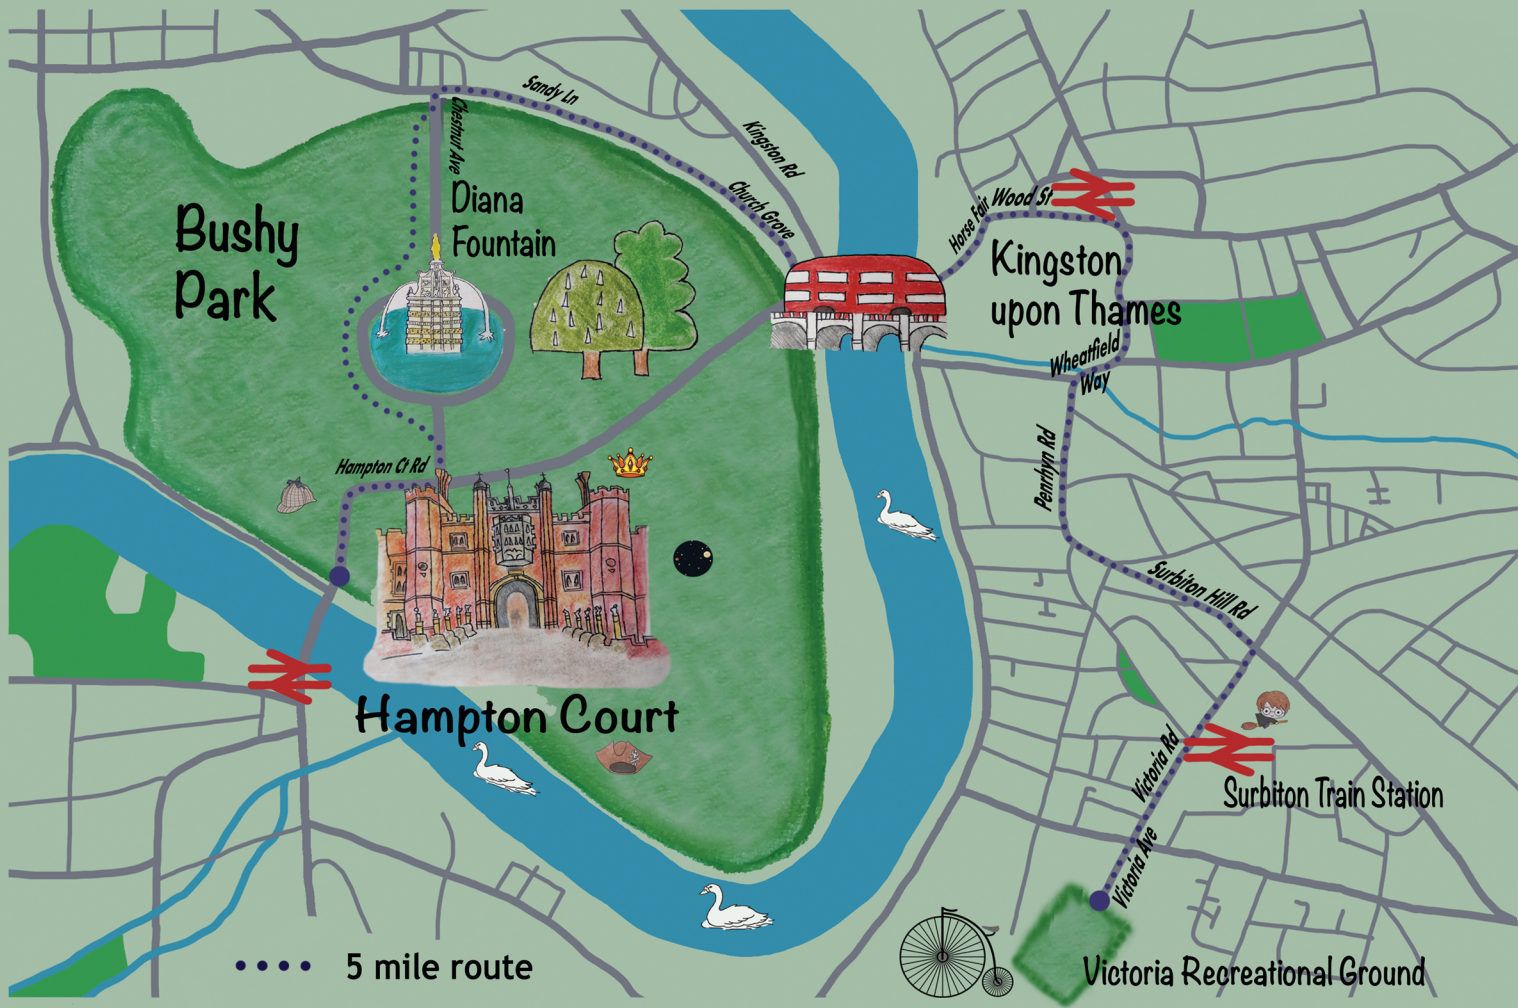 Sandy Ln
Chestnut Ave
Kingston Rd
Church Grove
Diana
Fountain
Bushy
Park
Horse Fair
Wood St
Kingston
upon Thames
Wheatfield
Way
Hampton Ct Rd
Penrhyn Rd
Surbiton Hill Rd
Hampton Court
Victoria Rd
Surbiton Train Station
Victoria Ave
5 mile route
Victoria Recreational Ground